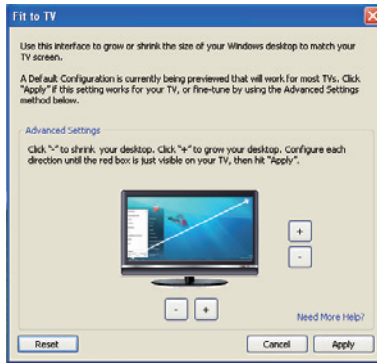 Fit to TV
Use this interface to grow or shrink the size of your Windows desktop to match your
TV screen.
A Default Configuration is currently being previewed that will work for most TVs. Click
"Apply" if this setting works for your TV, or fine-tune by using the Advanced Settings
method below.
Advanced Settings
Click "-" to shrink your desktop. Click "+" to grow your desktop. Configure each
direction until the red box is just visible on your TV, then hit "Apply".
+
-
- +
Need More Help?
Reset Cancel Apply